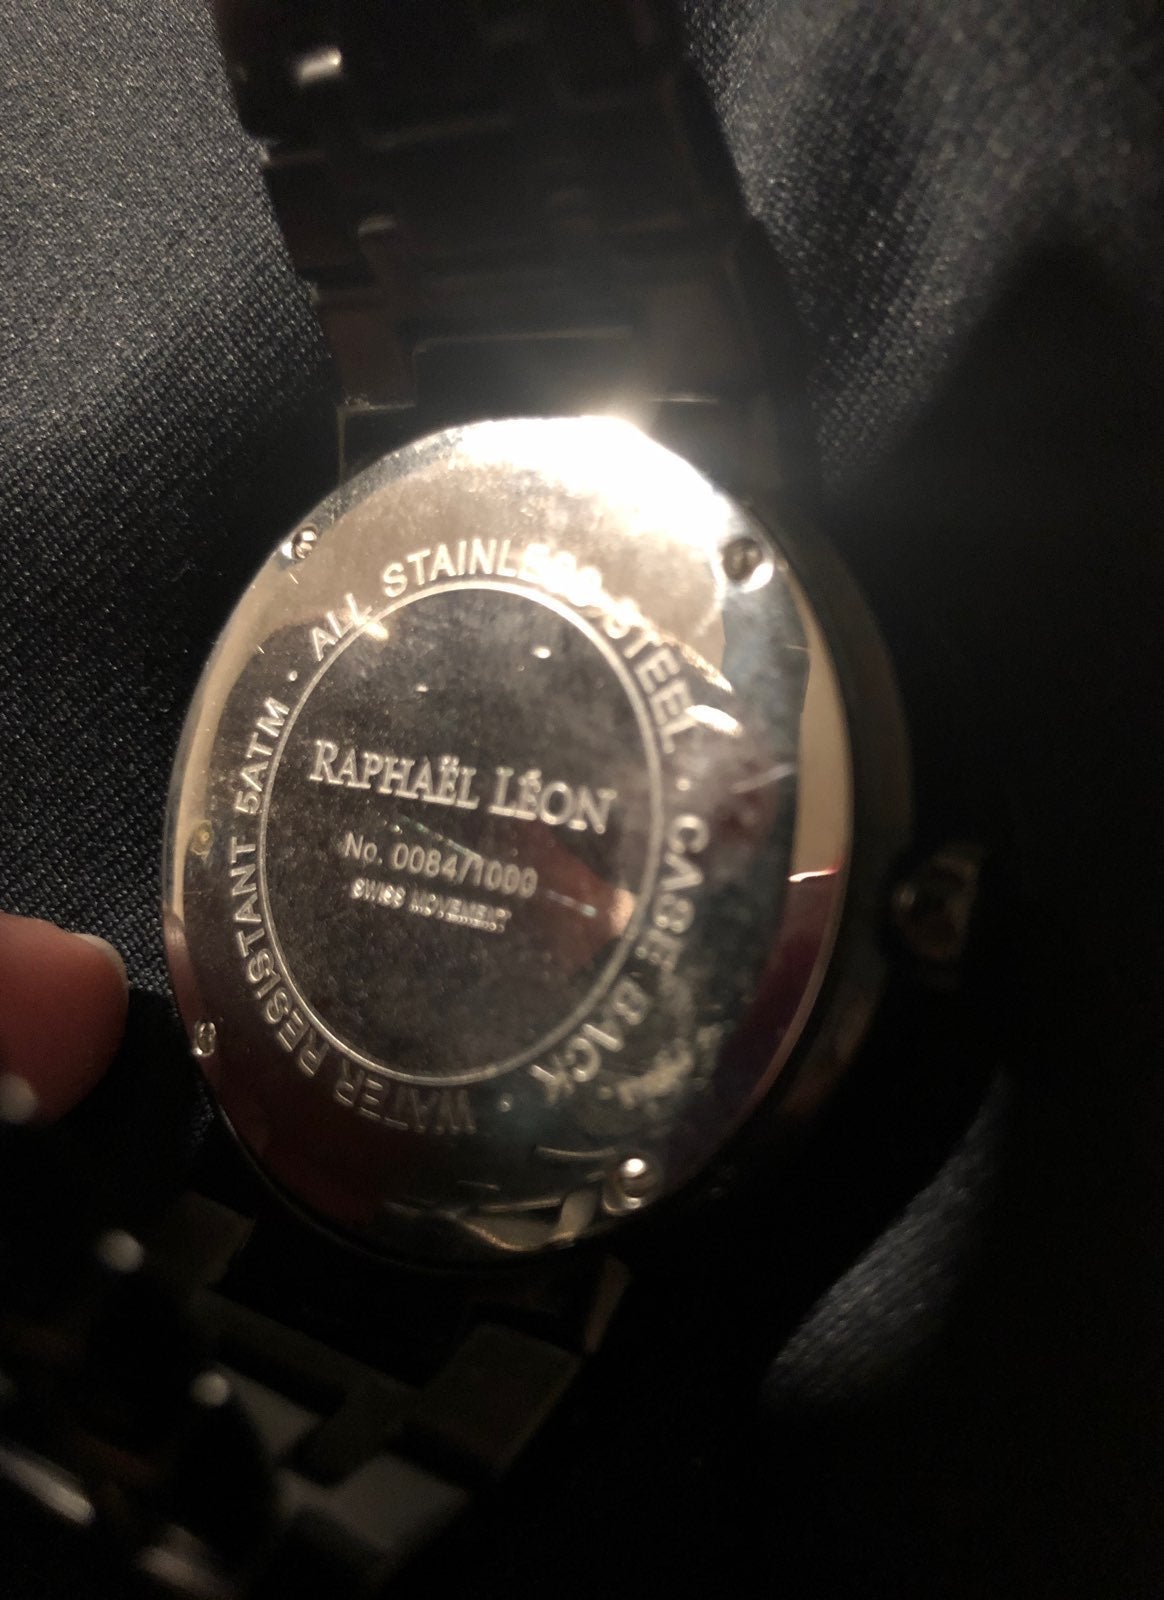 RAPHAËL LÉON
No. 0084/1000
SWISS MOVEMENT
ALL STAINLESS STEEL · CASE BACK · WATER RESISTANT 5ATM ·